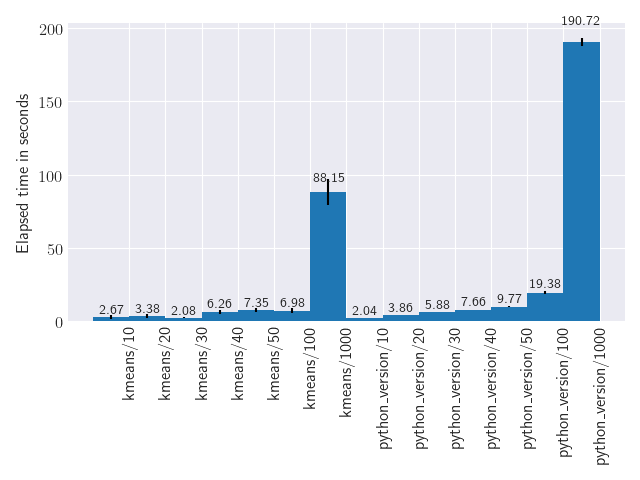 190.72
200
150
Elapsed time in seconds
100
88.15
50
19.38
9.77
7.66
7.35
6.98
6.26
5.88
3.86
3.38
2.67
2.08
2.04
0
kmeans/10
kmeans/20
kmeans/30
kmeans/40
kmeans/50
kmeans/100
kmeans/1000
python_version/10
python_version/20
python_version/30
python_version/40
python_version/50
python_version/100
python_version/1000